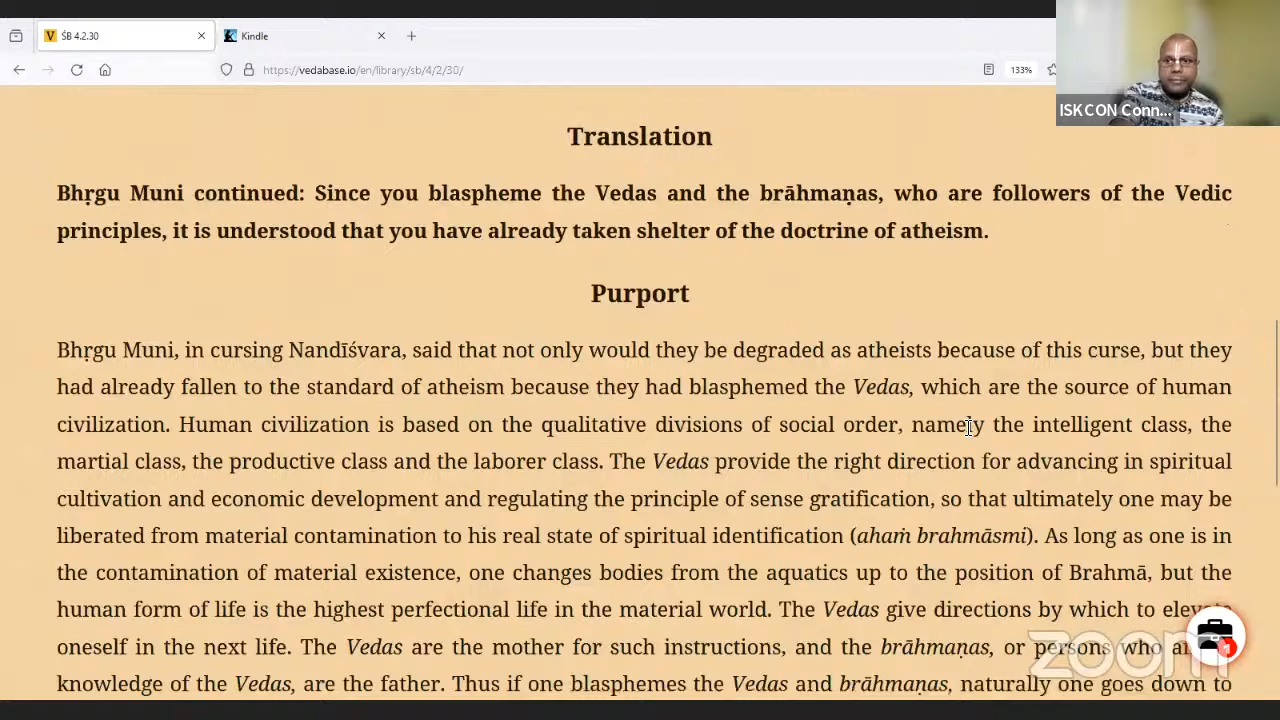 ŚB 4.2.30
Kindle
https://vedabase.io/en/library/sb/4/2/30/
133%
ISKCON Conn...
Translation
Bhṛgu Muni continued: Since you blaspheme the Vedas and the brāhmaṇas, who are followers of the Vedic
principles, it is understood that you have already taken shelter of the doctrine of atheism.
Purport
Bhṛgu Muni, in cursing Nandīśvara, said that not only would they be degraded as atheists because of this curse, but they
had already fallen to the standard of atheism because they had blasphemed the Vedas, which are the source of human
civilization. Human civilization is based on the qualitative divisions of social order, namely the intelligent class, the
martial class, the productive class and the laborer class. The Vedas provide the right direction for advancing in spiritual
cultivation and economic development and regulating the principle of sense gratification, so that ultimately one may be
liberated from material contamination to his real state of spiritual identification (ahaṁ brahmāsmi). As long as one is in
the contamination of material existence, one changes bodies from the aquatics up to the position of Brahmā, but the
human form of life is the highest perfectional life in the material world. The Vedas give directions by which to elevate
oneself in the next life. The Vedas are the mother for such instructions, and the brāhmaṇas, or persons who
knowledge of the Vedas, are the father. Thus if one blasphemes the Vedas and brāhmaṇas, naturally one goes down to
1
zoom